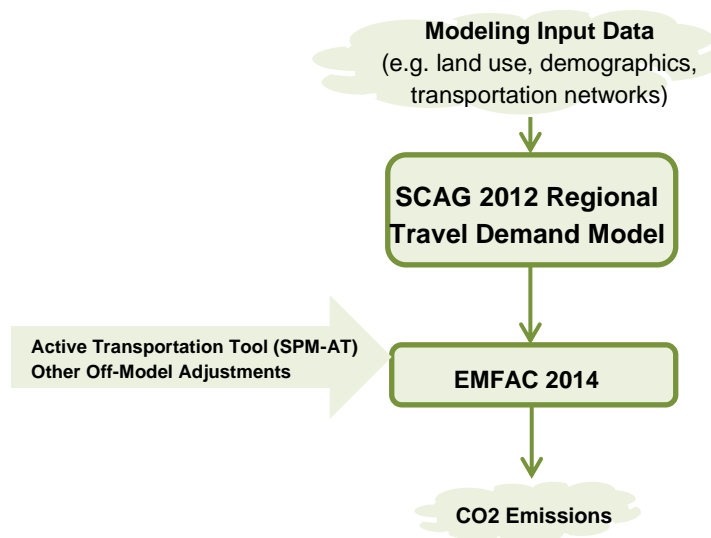 Modeling Input Data
(e.g. land use, demographics,
transportation networks)
SCAG 2012 Regional
Travel Demand Model
Active Transportation Tool (SPM-AT)
Other Off-Model Adjustments
EMFAC 2014
CO2 Emissions